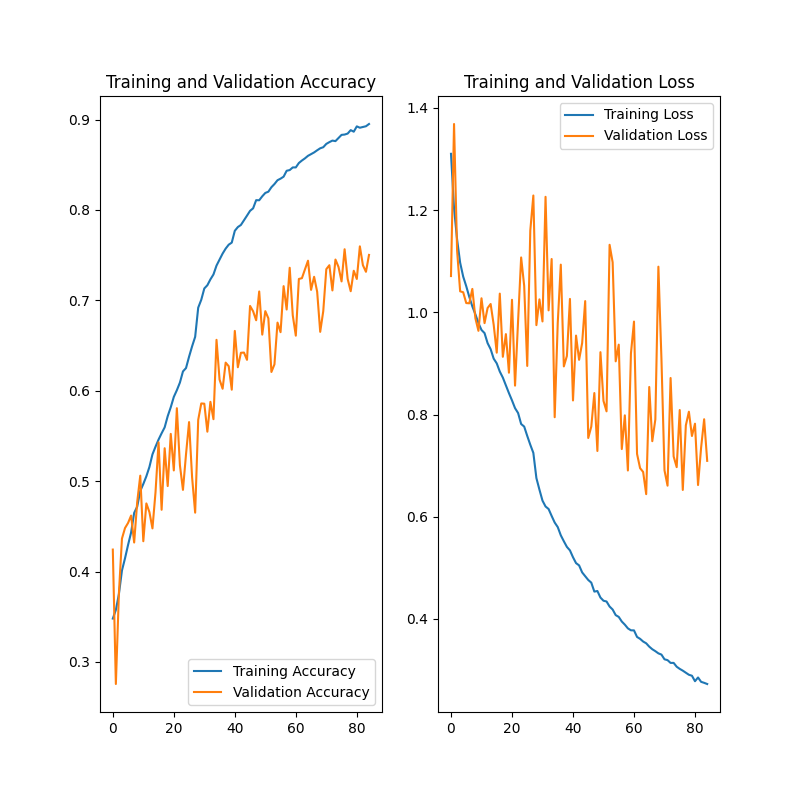 Training and Validation Accuracy
0.9
0.8
0.7
0.6
0.5
0.4
0.3
Training Accuracy
Validation Accuracy
0 20 40 60 80
Training and Validation Loss
1.4
1.2
1.0
0.8
0.6
0.4
Training Loss
Validation Loss
0 20 40 60 80